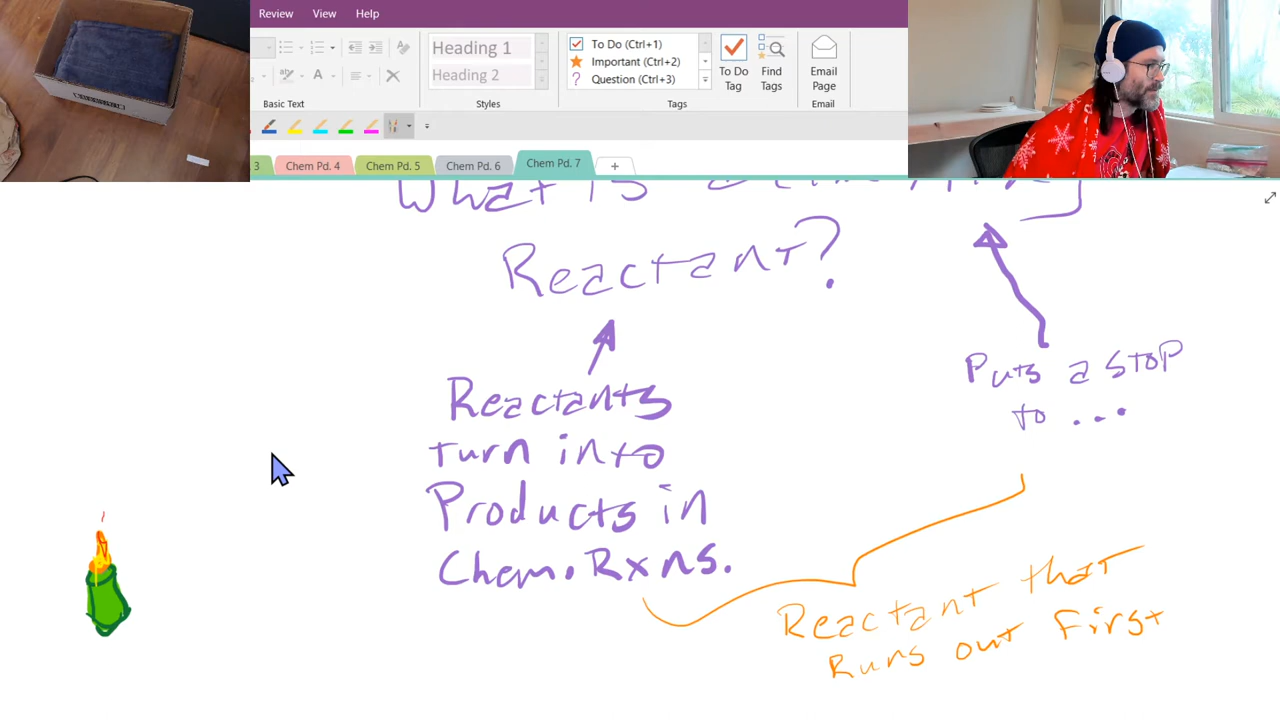 Review View Help
Heading 1
Heading 2
Basic Text
Styles
To Do (Ctrl+1)
Important (Ctrl+2)
Question (Ctrl+3)
Tags
To Do
Tag
Find
Tags
Email
Page
Email
3 Chem Pd. 4 Chem Pd. 5 Chem Pd. 6 Chem Pd. 7
What is a
Reactant?
Reactants
turn into
Products in
Chem. Rxns.
Puts a stop
to ...
Reactant that
Runs out First